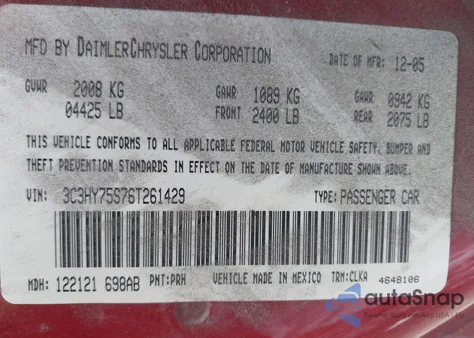 MFD BY DAIMLERCHRYSLER CORPORATION
DATE OF MFR: 12-05
GVWR 2008 KG GAWR 1089 KG GAWR 0942 KG
04425 LB FRONT 2400 LB REAR 2075 LB
THIS VEHICLE CONFORMS TO ALL APPLICABLE FEDERAL MOTOR VEHICLE SAFETY, BUMPER AND
THEFT PREVENTION STANDARDS IN EFFECT ON THE DATE OF MANUFACTURE SHOWN ABOVE.
VIN: 3C3HY75S76T261429 TYPE: PASSENGER CAR
MDH: 122121 698AB PNT: PRH VEHICLE MADE IN MEXICO TRM: CLKA 4648106
autoSnap